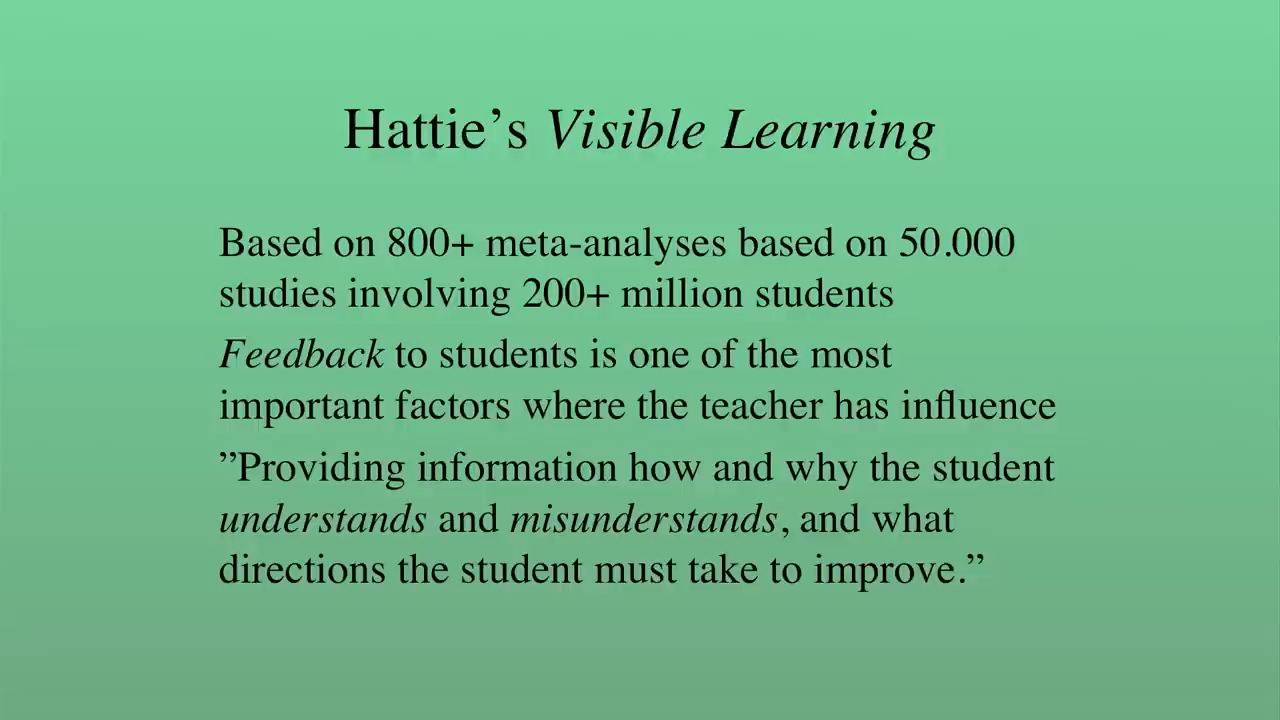 Hattie’s Visible Learning
Based on 800+ meta-analyses based on 50.000
studies involving 200+ million students
Feedback to students is one of the most
important factors where the teacher has influence
”Providing information how and why the student
understands and misunderstands, and what
directions the student must take to improve.”